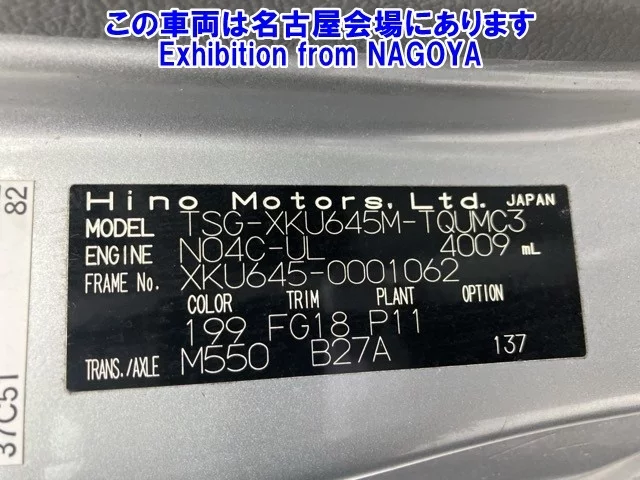 この車両は名古屋会場にあります
Exhibition from NAGOYA
Hino Motors, Ltd. JAPAN
MODEL TSG-XKU645M-TQUMC3
ENGINE N04C-UL 4009 mL
FRAME No. XKU645-0001062
COLOR TRIM PLANT OPTION
199 FG18 P11
TRANS./AXLE M550 B27A 137
82
37C51